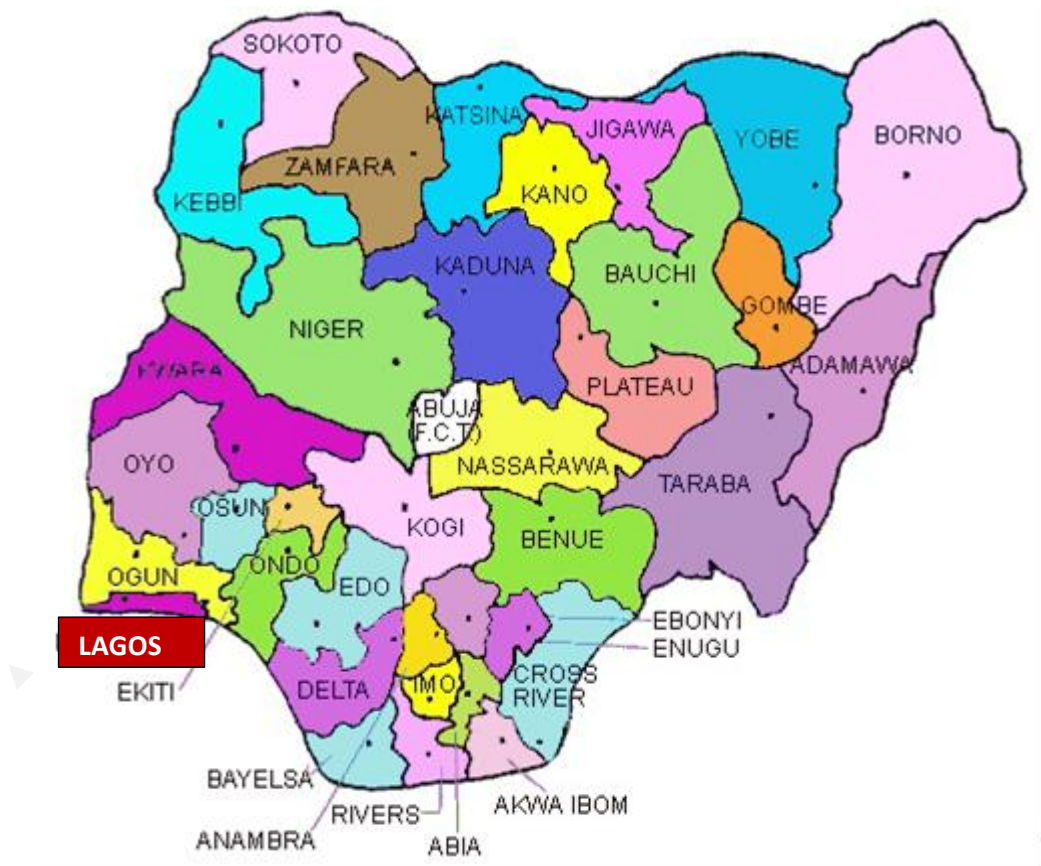 SOKOTO
KATSINA
JIGAWA
YOBE
BORNO
ZAMFARA
KANO
KEBBI
KADUNA
BAUCHI
GOMBE
NIGER
ADAMAWA
KWARA
PLATEAU
ABUJA
(F.C.T.)
OYO
NASSARAWA
TARABA
OSUN
KOGI
BENUE
ONDO
OGUN
EDO
EBONYI
LAGOS
ENUGU
EKITI
DELTA
IMO
CROSS
RIVER
BAYELSA
RIVERS
AKWA IBOM
ANAMBRA
ABIA